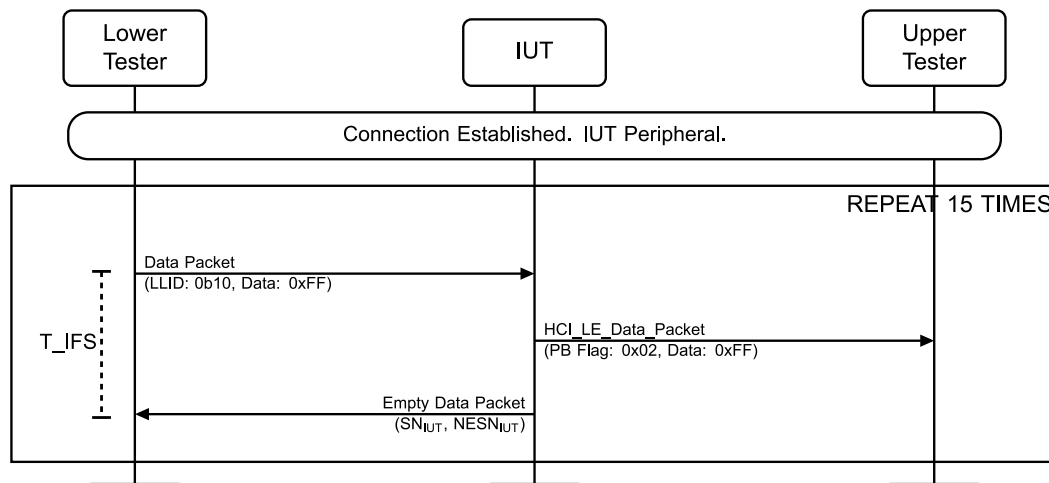 Lower
Tester
IUT
Upper
Tester
Connection Established. IUT Peripheral.
REPEAT 15 TIMES
Data Packet
(LLID: 0b10, Data: 0xFF)
T_IFS
HCI_LE_Data_Packet
(PB Flag: 0x02, Data: 0xFF)
Empty Data Packet
(SNIUT, NESNIUT)